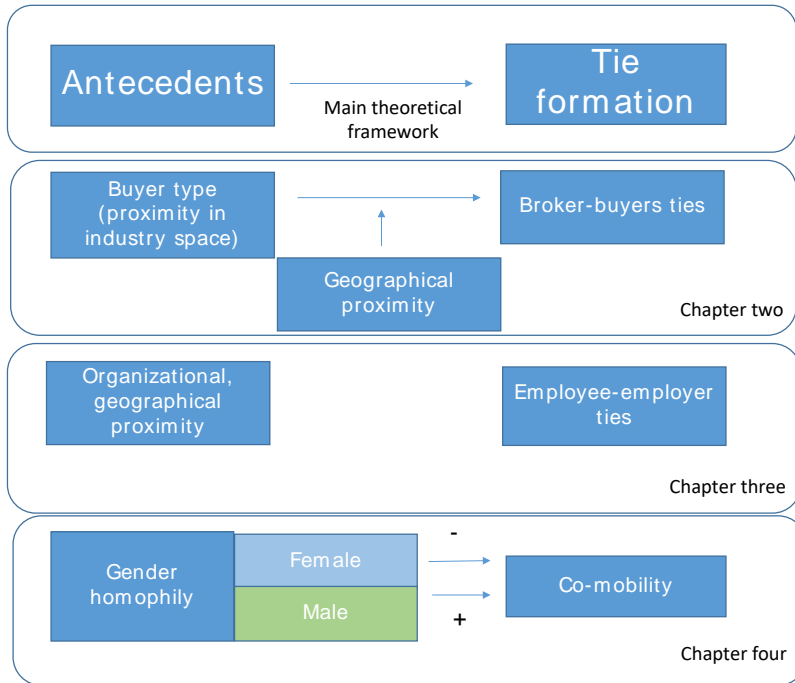 Antecedents
Main theoretical
framework
Tie
formation
Buyer type
(proximity in
industry space)
Broker-buyers ties
Geographical
proximity
Chapter two
Organizational,
geographical
proximity
Employee-employer
ties
Chapter three
Gender
homophily
Female
Male
-
+
Co-mobility
Chapter four